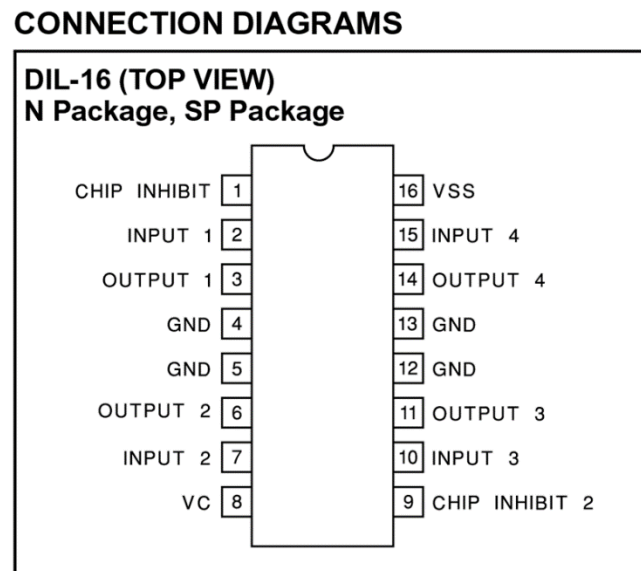 CONNECTION DIAGRAMS
DIL-16 (TOP VIEW)
N Package, SP Package
CHIP INHIBIT 1 16 VSS
INPUT 1 2 15 INPUT 4
OUTPUT 1 3 14 OUTPUT 4
GND 4 13 GND
GND 5 12 GND
OUTPUT 2 6 11 OUTPUT 3
INPUT 2 7 10 INPUT 3
VC 8 9 CHIP INHIBIT 2